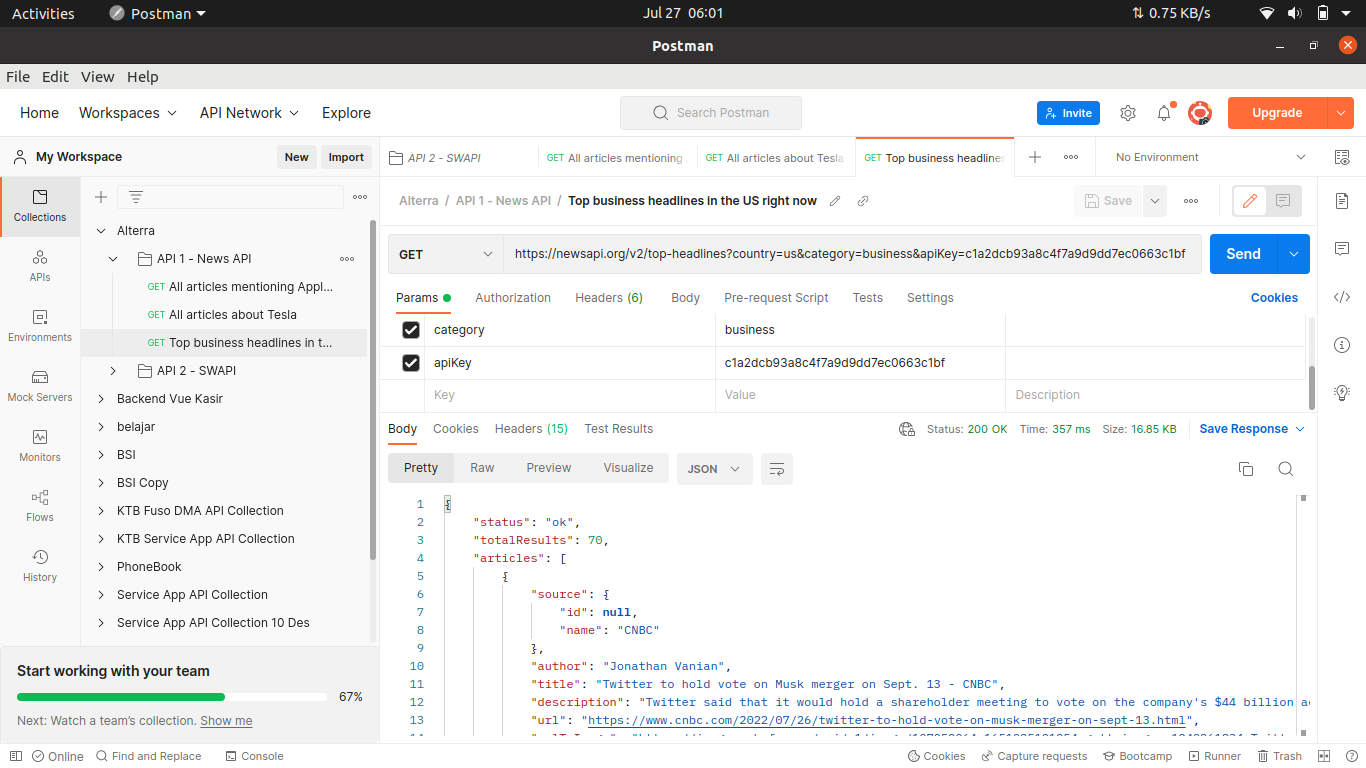 Activities Postman Jul 27 06:01 0.75 KB/s
Postman
File Edit View Help
Home Workspaces API Network Explore Search Postman Invite Upgrade
My Workspace New Import API 2 - SWAPI GET All articles mentioning GET All articles about Tesla GET Top business headlines No Environment
Collections
APIs
Environments
Mock Servers
Monitors
Flows
History
Alterra
API 1 - News API
GET All articles mentioning Appl...
GET All articles about Tesla
GET Top business headlines in t...
API 2 - SWAPI
Backend Vue Kasir
belajar
BSI
BSI Copy
KTB Fuso DMA API Collection
KTB Service App API Collection
PhoneBook
Service App API Collection
Service App API Collection 10 Des
Start working with your team
67%
Next: Watch a team's collection. Show me
Alterra / API 1 - News API / Top business headlines in the US right now Save
GET https://newsapi.org/v2/top-headlines?country=us&category=business&apiKey=c1a2dcb93a8c4f7a9d9dd7ec0663c1bf Send
Params Authorization Headers (6) Body Pre-request Script Tests Settings Cookies
category business
apiKey c1a2dcb93a8c4f7a9d9dd7ec0663c1bf
Key Value Description
Body Cookies Headers (15) Test Results Status: 200 OK Time: 357 ms Size: 16.85 KB Save Response
Pretty Raw Preview Visualize JSON
1 {
2 "status": "ok",
3 "totalResults": 70,
4 "articles": [
5 {
6 "source": {
7 "id": null,
8 "name": "CNBC"
9 },
10 "author": "Jonathan Vanian",
11 "title": "Twitter to hold vote on Musk merger on Sept. 13 - CNBC",
12 "description": "Twitter said that it would hold a shareholder meeting to vote on the company's $44 billion
13 "url": "https://www.cnbc.com/2022/07/26/twitter-to-hold-vote-on-musk-merger-on-sept-13.html",
Online Find and Replace Console Cookies Capture requests Bootcamp Runner Trash